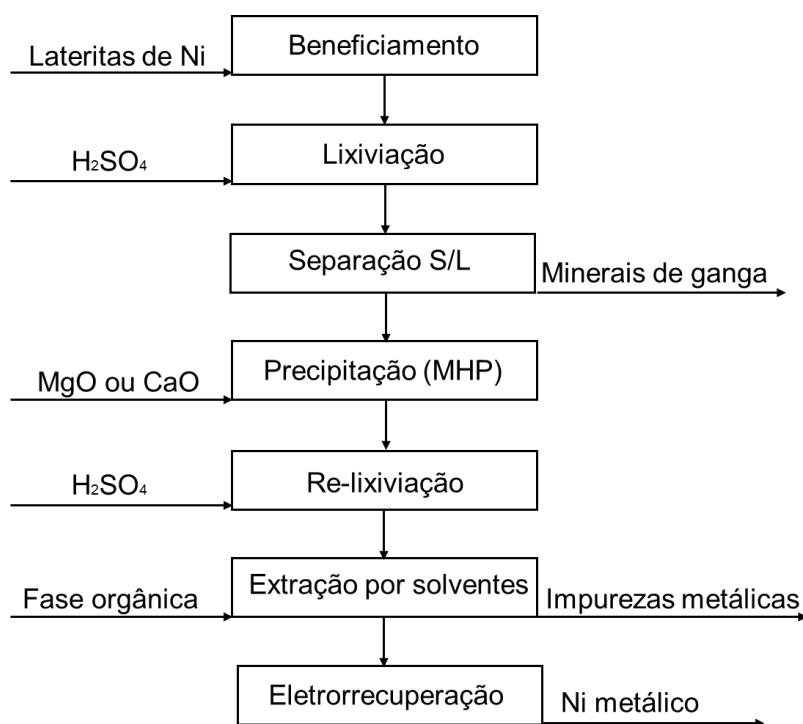 Beneficiamento
Lateritas de Ni
H₂SO₄
Lixiviação
Separação S/L
Minerais de ganga
MgO ou CaO
Precipitação (MHP)
H₂SO₄
Re-lixiviação
Fase orgânica
Extração por solventes
Impurezas metálicas
Eletrorrecuperação
Ni metálico